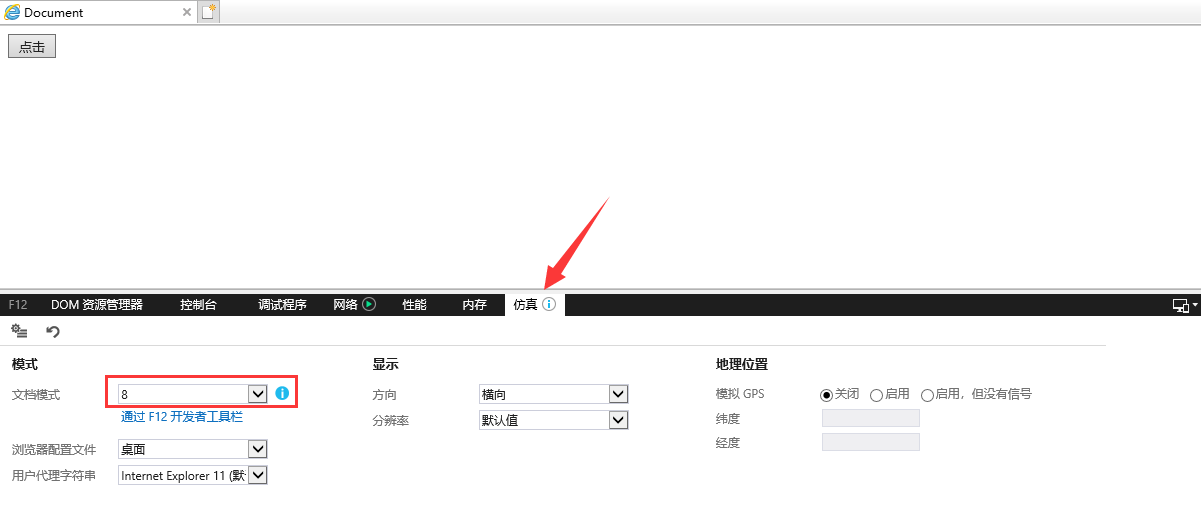 Document
点击
F12 DOM 资源管理器 控制台 调试程序 网络 性能 内存 仿真
模式 显示 地理位置
文档模式 8 方向 横向 模拟 GPS 关闭 启用 启用，但没有信号
通过 F12 开发者工具栏 分辨率 默认值 纬度
经度
浏览器配置文件 桌面
用户代理字符串 Internet Explorer 11 (默